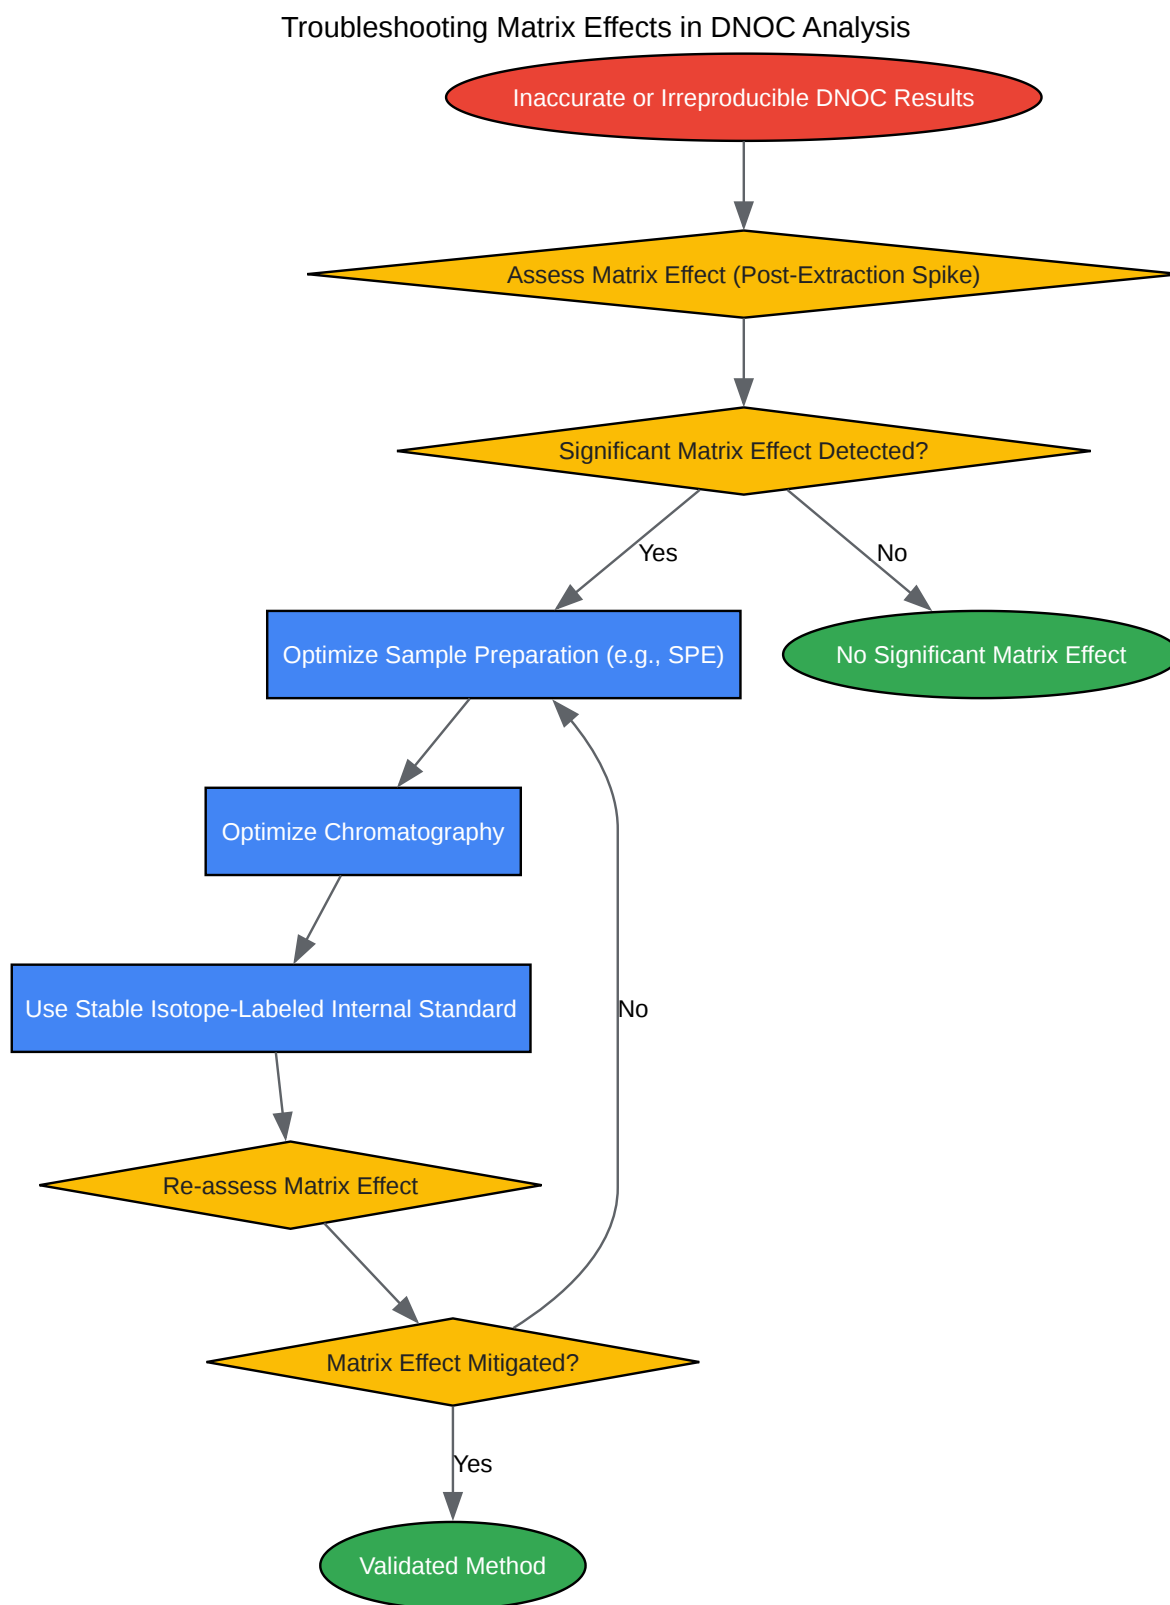 Troubleshooting Matrix Effects in DNOC Analysis
Inaccurate or Irreproducible DNOC Results
Assess Matrix Effect (Post-Extraction Spike)
Significant Matrix Effect Detected?
Yes
No
Optimize Sample Preparation (e.g., SPE)
No Significant Matrix Effect
Optimize Chromatography
Use Stable Isotope-Labeled Internal Standard
No
Re-assess Matrix Effect
Matrix Effect Mitigated?
Yes
Validated Method